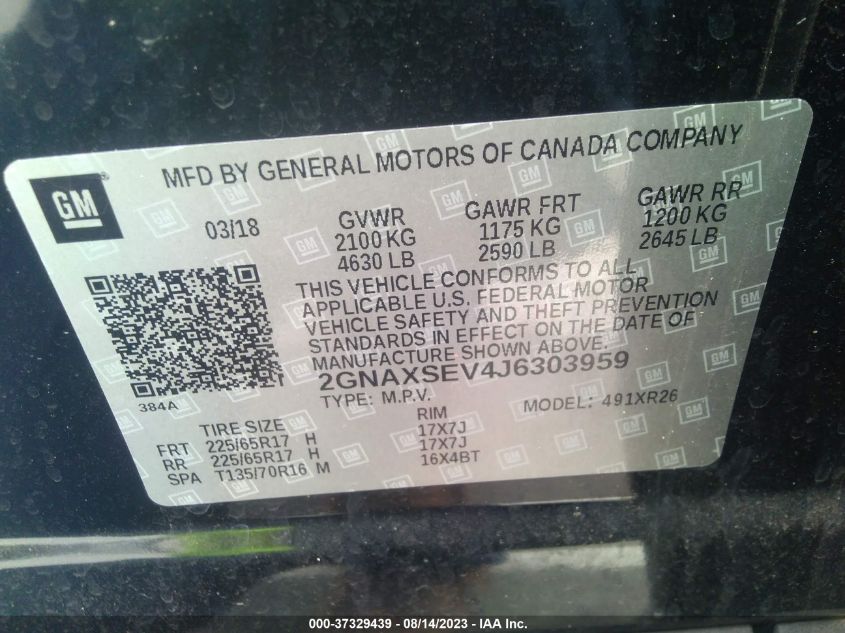 MFD BY GENERAL MOTORS OF CANADA COMPANY
GM
03/18
GVWR
2100 KG
4630 LB
GAWR FRT
1175 KG
2590 LB
GAWR RR
1200 KG
2645 LB
THIS VEHICLE CONFORMS TO ALL
APPLICABLE U.S. FEDERAL MOTOR
VEHICLE SAFETY AND THEFT PREVENTION
STANDARDS IN EFFECT ON THE DATE OF
MANUFACTURE SHOWN ABOVE.
2GNAXSEV4J6303959
TYPE: M.P.V. MODEL: 491XR26
384A
TIRE SIZE RIM
FRT 225/65R17 H 17X7J
RR 225/65R17 H 17X7J
SPA T135/70R16 M 16X4BT
000-37329439 - 08/14/2023 - IAA Inc.